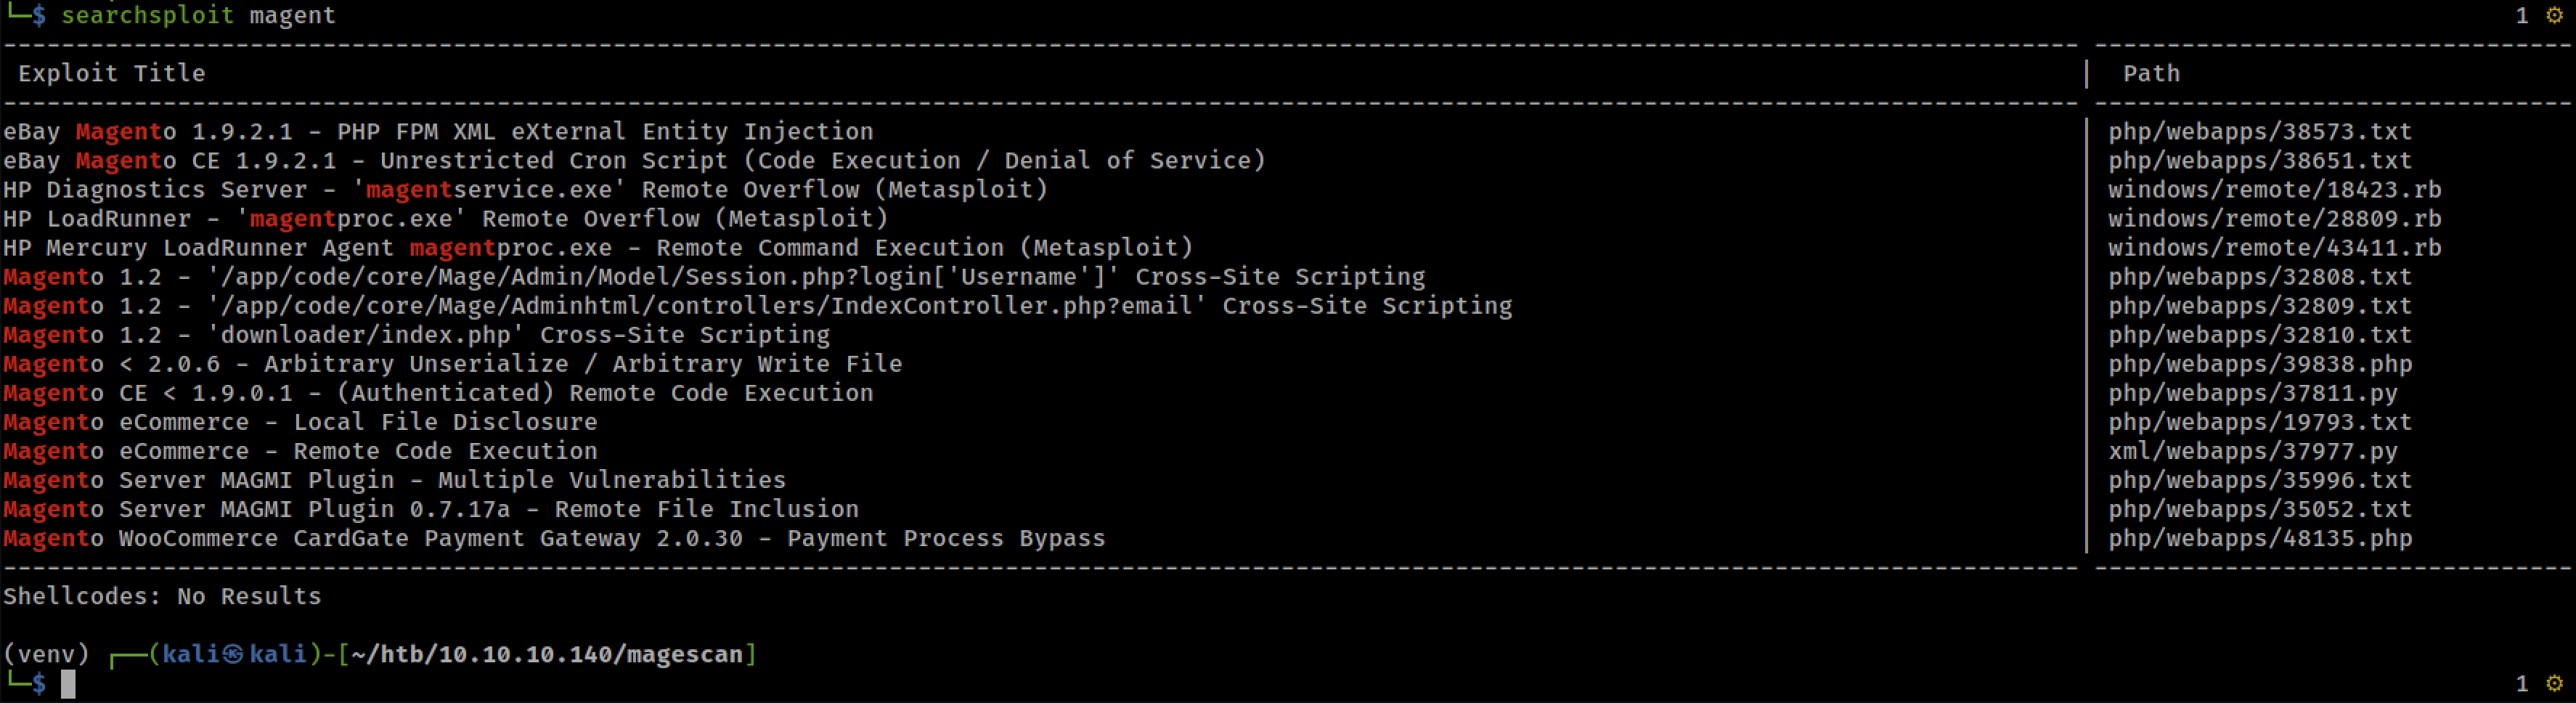 └─$ searchsploit magent 1 ⚙
---------------------------------------------------------------------------------------------------------------------------------------------- ---------------------------------
Exploit Title | Path
---------------------------------------------------------------------------------------------------------------------------------------------- ---------------------------------
eBay Magento 1.9.2.1 - PHP FPM XML eXternal Entity Injection | php/webapps/38573.txt
eBay Magento CE 1.9.2.1 - Unrestricted Cron Script (Code Execution / Denial of Service) | php/webapps/38651.txt
HP Diagnostics Server - 'magentservice.exe' Remote Overflow (Metasploit) | windows/remote/18423.rb
HP LoadRunner - 'magentproc.exe' Remote Overflow (Metasploit) | windows/remote/28809.rb
HP Mercury LoadRunner Agent magentproc.exe - Remote Command Execution (Metasploit) | windows/remote/43411.rb
Magento 1.2 - '/app/code/core/Mage/Admin/Model/Session.php?login['Username']' Cross-Site Scripting | php/webapps/32808.txt
Magento 1.2 - '/app/code/core/Mage/Adminhtml/controllers/IndexController.php?email' Cross-Site Scripting | php/webapps/32809.txt
Magento 1.2 - 'downloader/index.php' Cross-Site Scripting | php/webapps/32810.txt
Magento < 2.0.6 - Arbitrary Unserialize / Arbitrary Write File | php/webapps/39838.php
Magento CE < 1.9.0.1 - (Authenticated) Remote Code Execution | php/webapps/37811.py
Magento eCommerce - Local File Disclosure | php/webapps/19793.txt
Magento eCommerce - Remote Code Execution | xml/webapps/37977.py
Magento Server MAGMI Plugin - Multiple Vulnerabilities | php/webapps/35996.txt
Magento Server MAGMI Plugin 0.7.17a - Remote File Inclusion | php/webapps/35052.txt
Magento WooCommerce CardGate Payment Gateway 2.0.30 - Payment Process Bypass | php/webapps/48135.php
---------------------------------------------------------------------------------------------------------------------------------------------- ---------------------------------
Shellcodes: No Results
(venv) ┌──(kali㉿kali)-[~/htb/10.10.10.140/magescan]
└─$ 1 ⚙